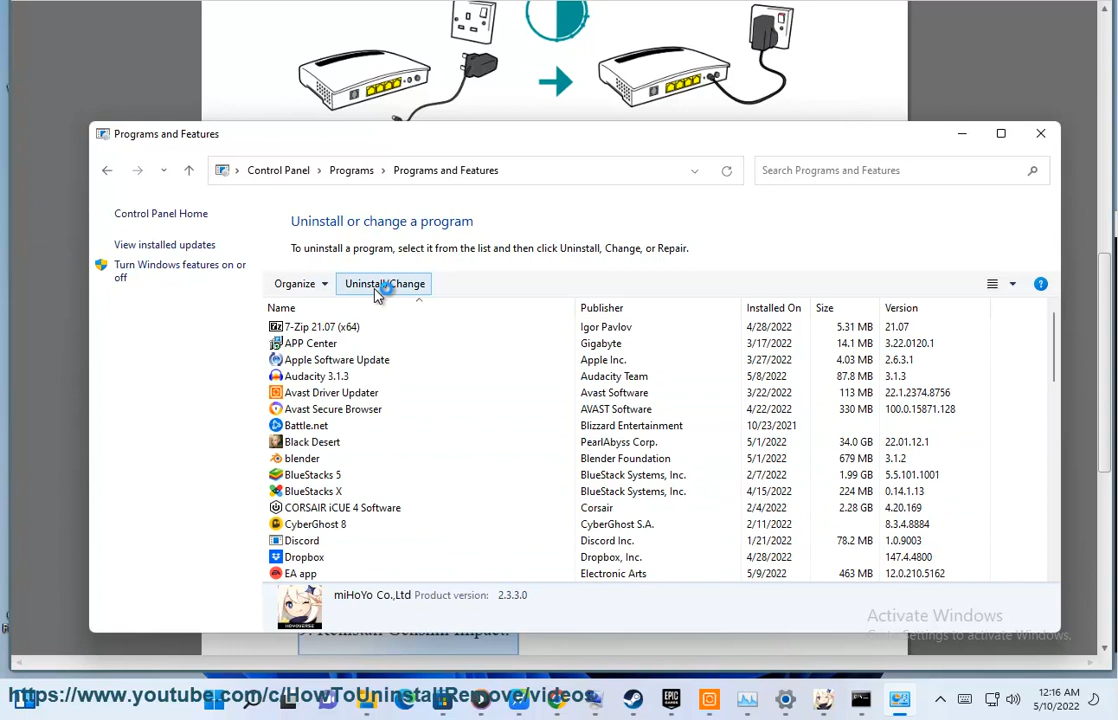 Programs and Features
Control Panel > Programs > Programs and Features
Search Programs and Features
Control Panel Home
View installed updates
Turn Windows features on or
off
Uninstall or change a program
To uninstall a program, select it from the list and then click Uninstall, Change, or Repair.
Organize
Uninstall/Change
Name Publisher Installed On Size Version
7-Zip 21.07 (x64) Igor Pavlov 4/28/2022 5.31 MB 21.07
APP Center Gigabyte 3/17/2022 14.1 MB 3.22.0120.1
Apple Software Update Apple Inc. 3/27/2022 4.03 MB 2.6.3.1
Audacity 3.1.3 Audacity Team 5/8/2022 87.8 MB 3.1.3
Avast Driver Updater Avast Software 3/22/2022 113 MB 22.1.2374.8756
Avast Secure Browser AVAST Software 4/22/2022 330 MB 100.0.15871.128
Battle.net Blizzard Entertainment 10/23/2021
Black Desert PearlAbyss Corp. 5/1/2022 34.0 GB 22.01.12.1
blender Blender Foundation 5/1/2022 679 MB 3.1.2
BlueStacks 5 BlueStack Systems, Inc. 2/7/2022 1.99 GB 5.5.101.1001
BlueStacks X BlueStack Systems, Inc. 4/15/2022 224 MB 0.14.1.13
CORSAIR iCUE 4 Software Corsair 2/4/2022 2.28 GB 4.20.169
CyberGhost 8 CyberGhost S.A. 2/11/2022 8.3.4.8884
Discord Discord Inc. 1/21/2022 78.2 MB 1.0.9003
Dropbox Dropbox, Inc. 4/28/2022 147.4.4800
EA app Electronic Arts 5/9/2022 463 MB 12.0.210.5162
miHoYo Co.,Ltd Product version: 2.3.3.0
HOYOVERSE
Activate Windows
Go to Settings to activate Windows.
Reinstall Genshin Impact.
https://www.youtube.com/c/HowToUninstallRemove/videos
EPIC
GAMES
12:16 AM
5/10/2022